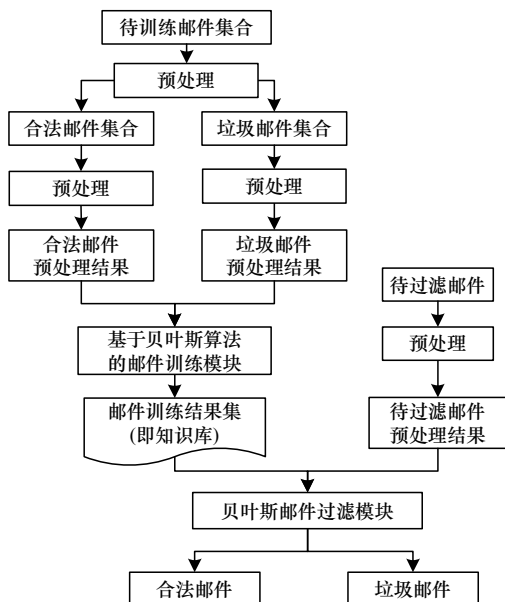 待训练邮件集合
预处理
合法邮件集合
垃圾邮件集合
预处理
预处理
合法邮件
预处理结果
垃圾邮件
预处理结果
待过滤邮件
基于贝叶斯算法
的邮件训练模块
预处理
邮件训练结果集
(即知识库)
待过滤邮件
预处理结果
贝叶斯邮件过滤模块
合法邮件
垃圾邮件